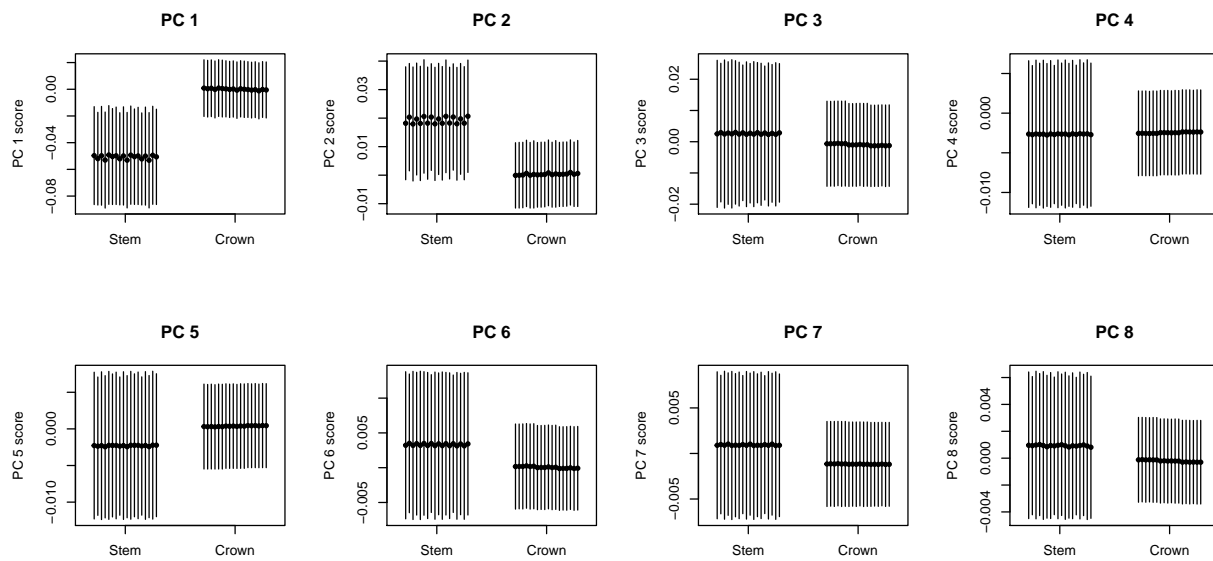 PC 1
PC 1 score
0.00
−0.04
−0.08
Stem
Crown
PC 2
PC 2 score
0.03
0.01
−0.01
Stem
Crown
PC 3
PC 3 score
0.02
0.00
−0.02
Stem
Crown
PC 4
PC 4 score
0.000
−0.010
Stem
Crown
PC 5
PC 5 score
0.000
−0.010
Stem
Crown
PC 6
PC 6 score
0.005
−0.005
Stem
Crown
PC 7
PC 7 score
0.005
−0.005
Stem
Crown
PC 8
PC 8 score
0.004
0.000
−0.004
Stem
Crown